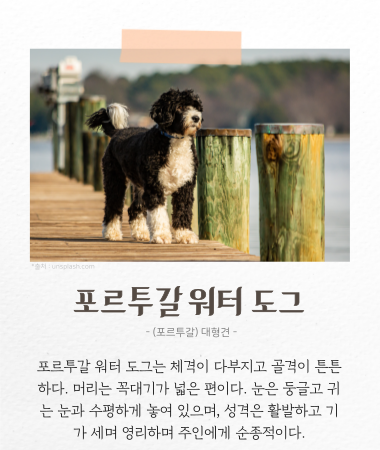 *출처 : unsplash.com
포르투갈 워터 도그
- (포르투갈) 대형견 -
포르투갈 워터 도그는 체격이 다부지고 골격이 튼튼
하다. 머리는 꼭대기가 넓은 편이다. 눈은 둥글고 귀
는 눈과 수평하게 놓여 있으며, 성격은 활발하고 기
가 세며 영리하며 주인에게 순종적이다.